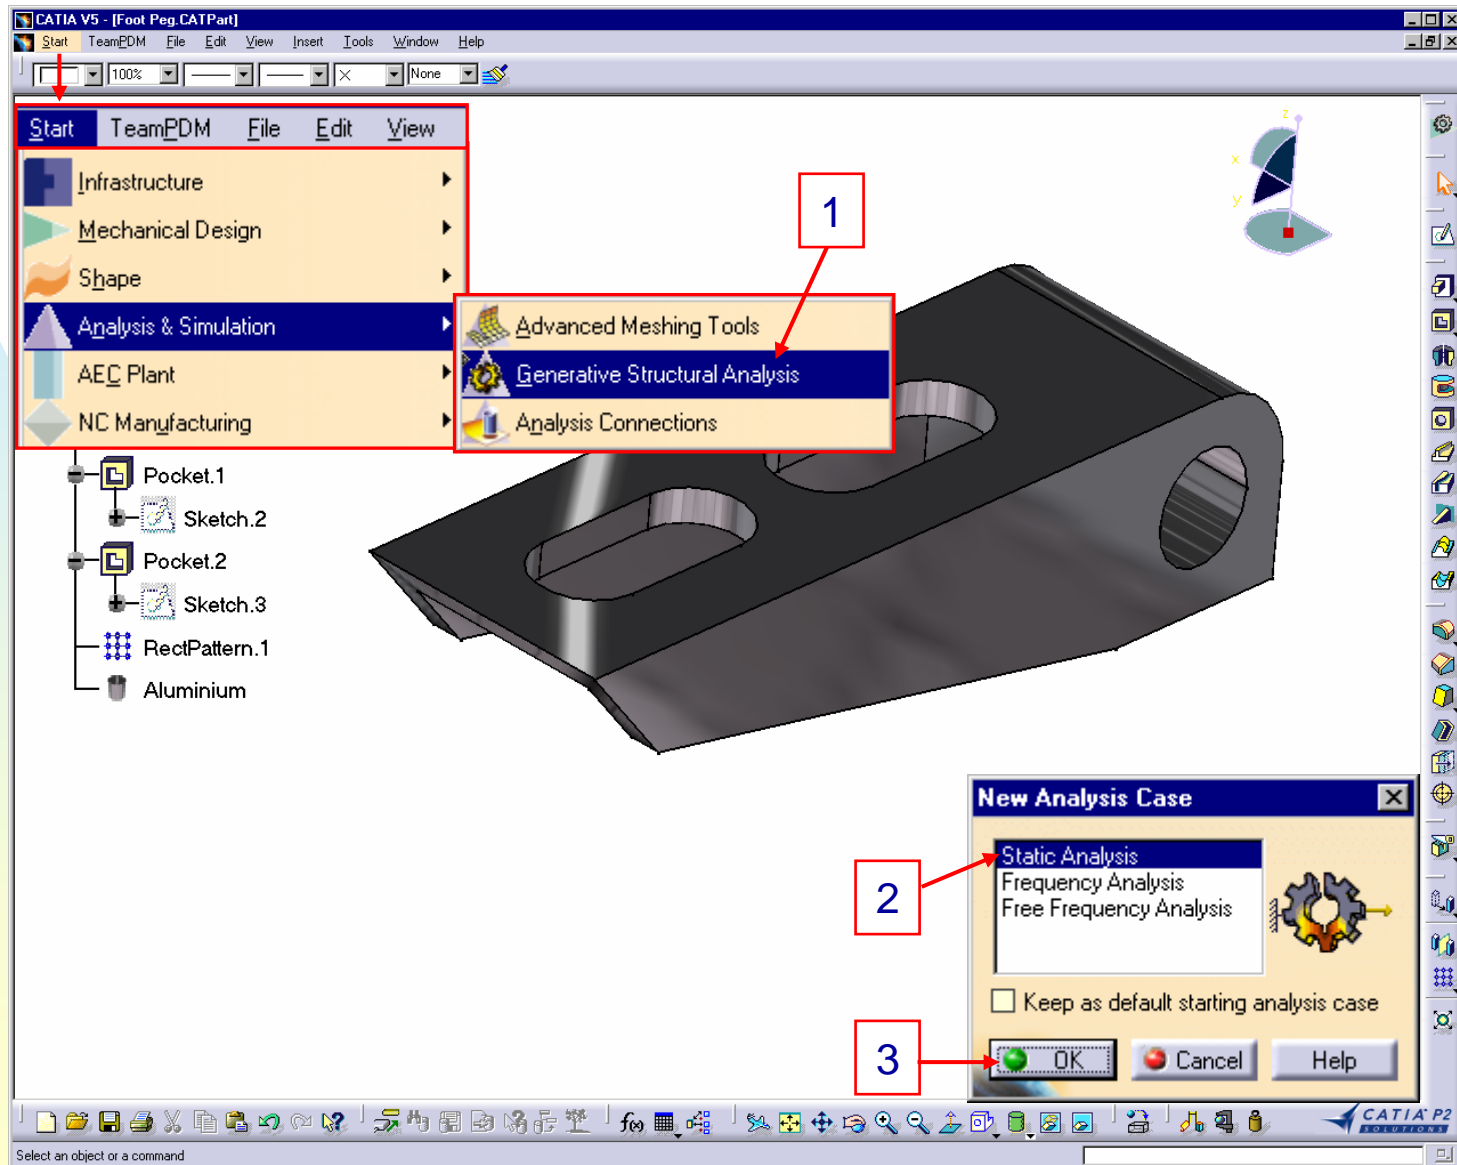 CATIA V5 - [Foot Peg.CATPart]
Start TeamPDM File Edit View Insert Tools Window Help
100% None
Start TeamPDM File Edit View
Infrastructure
Mechanical Design
Shape
Analysis & Simulation
AEC Plant
NC Manufacturing
Advanced Meshing Tools
Generative Structural Analysis
Analysis Connections
1
z
x
y
Pocket.1
Sketch.2
Pocket.2
Sketch.3
RectPattern.1
Aluminium
New Analysis Case
Static Analysis
Frequency Analysis
Free Frequency Analysis
2
Keep as default starting analysis case
3
OK Cancel Help
f(x)
CATIA P2
SOLUTIONS
Select an object or a command